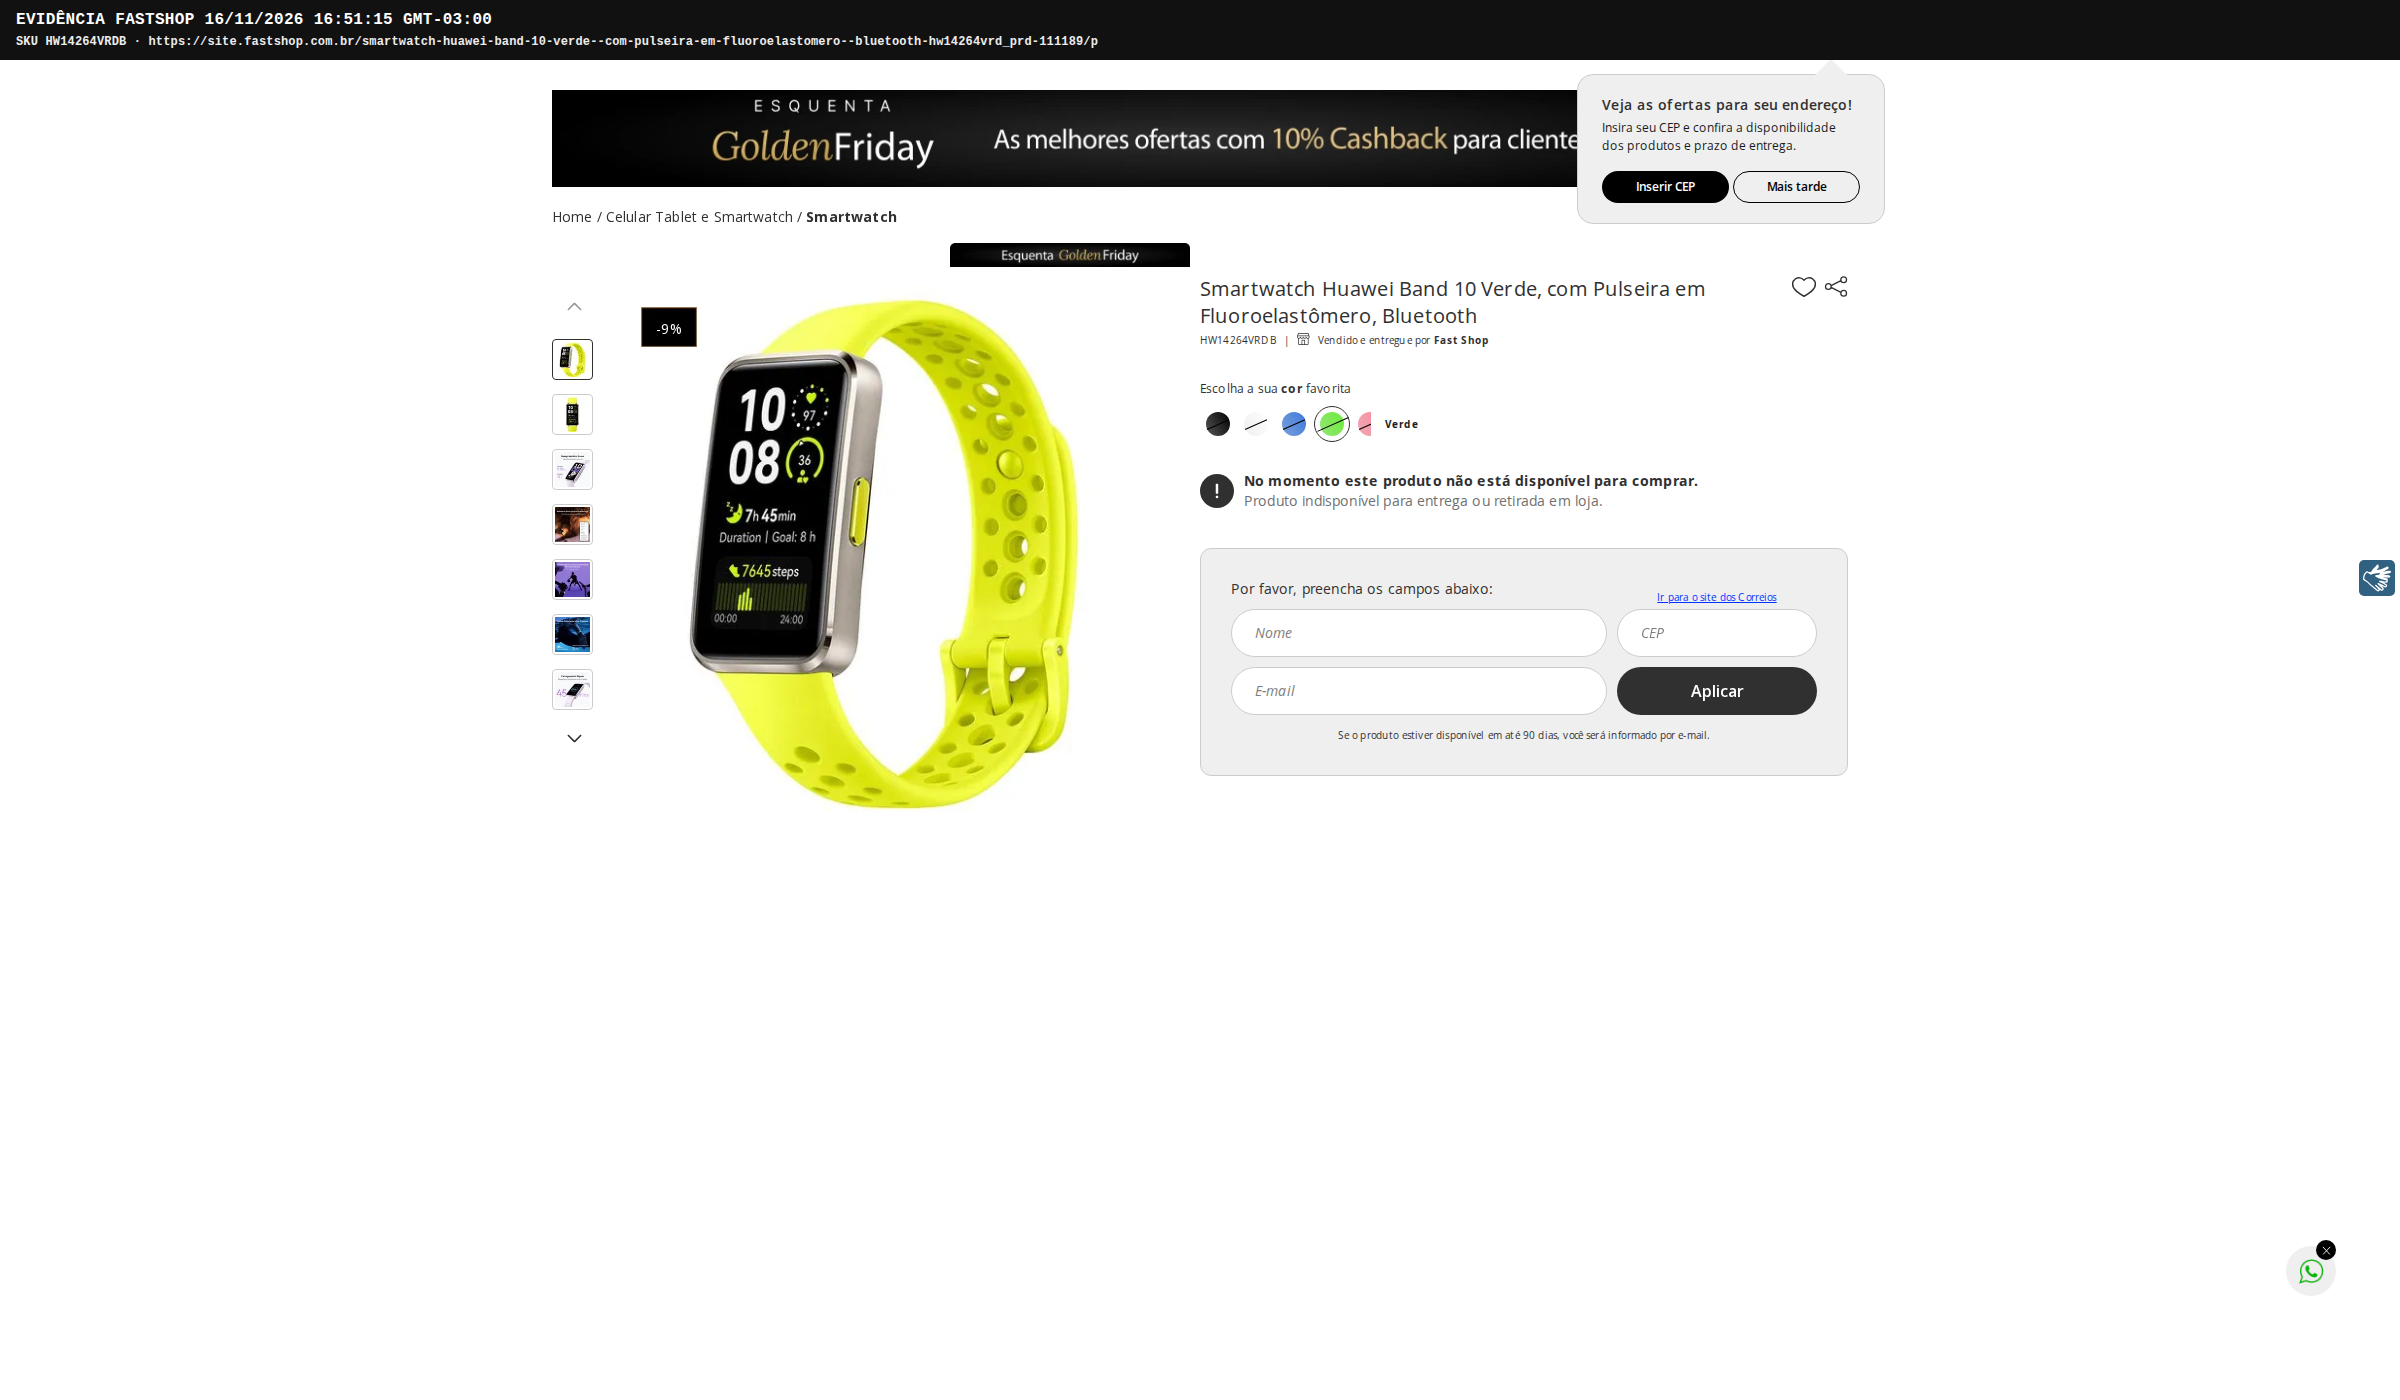 EVIDÊNCIA FASTSHOP 16/11/2026 16:51:15 GMT-03:00
SKU HW14264VRDB · https://site.fastshop.com.br/smartwatch-huawei-band-10-verde--com-pulseira-em-fluoroelastomero--bluetooth-hw14264vrd_prd-111189/p
ESQUENTA
GoldenFriday
As melhores ofertas com 10% Cashback para cliente
Veja as ofertas para seu endereço!
Insira seu CEP e confira a disponibilidade
dos produtos e prazo de entrega.
Inserir CEP
Mais tarde
Home / Celular Tablet e Smartwatch / Smartwatch
Esquenta GoldenFriday
-9%
10
08
97
36
7h 45min
Duration | Goal: 8 h
7645 steps
00:00 24:00
Smartwatch Huawei Band 10 Verde, com Pulseira em
Fluoroelastômero, Bluetooth
HW14264VRDB | Vendido e entregue por Fast Shop
Escolha a sua cor favorita
Verde
No momento este produto não está disponível para comprar.
Produto indisponível para entrega ou retirada em loja.
Por favor, preencha os campos abaixo:
Ir para o site dos Correios
Nome
CEP
E-mail
Aplicar
Se o produto estiver disponível em até 90 dias, você será informado por e-mail.